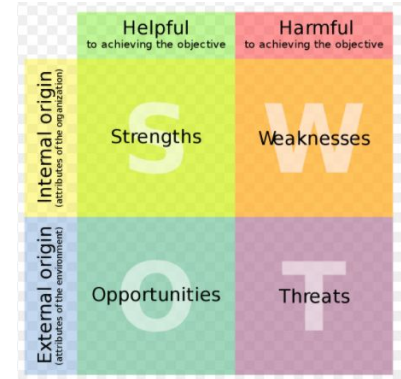 Helpful
to achieving the objective
Harmful
to achieving the objective
Internal origin
(attributes of the organization)
S
Strengths
W
Weaknesses
External origin
(attributes of the environment)
O
Opportunities
T
Threats